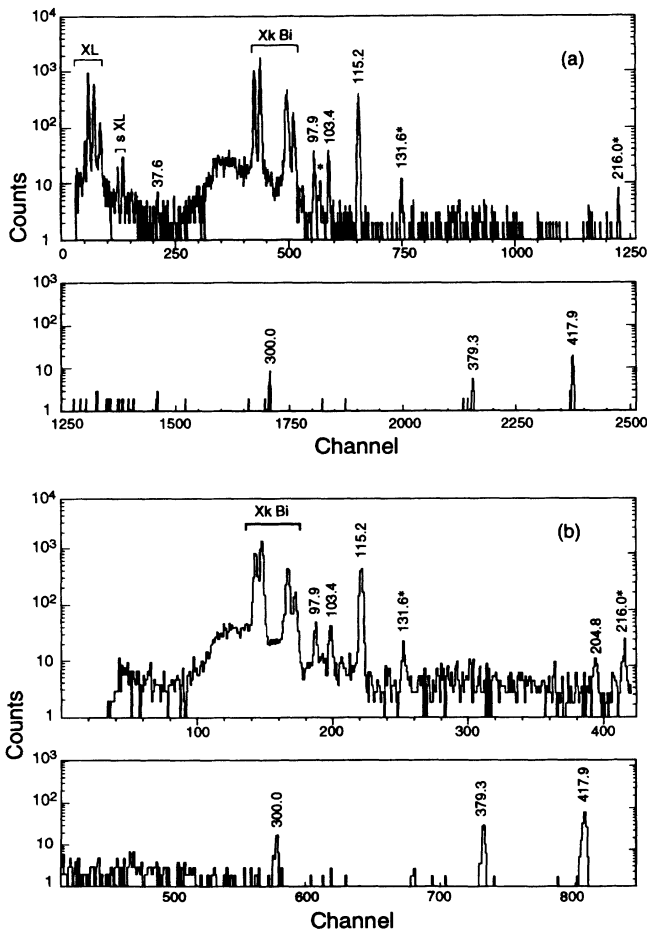 (a)
XL
Xk Bi
] s XL
37.6
97.9
*
103.4
115.2
131.6*
216.0*
10⁴
10³
10²
10
1
Counts
0 250 500 750 1000 1250
10³
10²
10
1
300.0
379.3
417.9
1250 1500 1750 2000 2250 2500
Channel
(b)
Xk Bi
97.9
103.4
115.2
131.6*
204.8
216.0*
10⁴
10³
10²
10
1
Counts
100 200 300 400
10³
10²
10
1
300.0
379.3
417.9
500 600 700 800
Channel